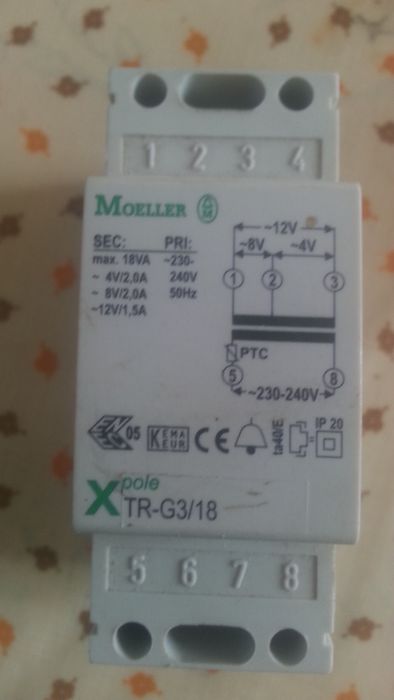 1 2 3 4
MOELLER
SEC: PRI:
max. 18VA ~230-
~ 4V/2,0A 240V
~ 8V/2,0A 50Hz
~12V/1,5A
~12V
~8V ~4V
1 2 3
PTC
5 8
~230-240V
05
KEMA
KEUR
CE
ta40/E
IP 20
Xpole
TR-G3/18
5 6 7 8